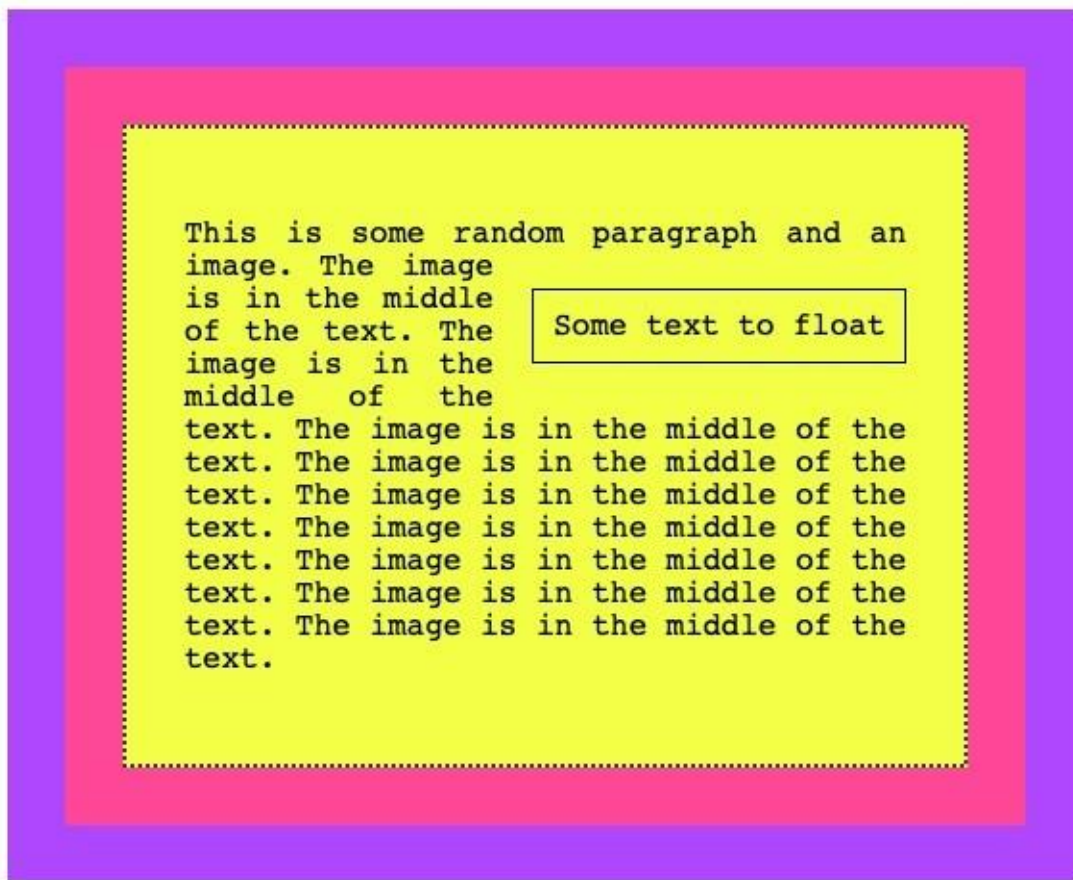 This is some random paragraph and an
image. The image
is in the middle
of the text. The
image is in the
middle of the
Some text to float
text. The image is in the middle of the
text. The image is in the middle of the
text. The image is in the middle of the
text. The image is in the middle of the
text. The image is in the middle of the
text. The image is in the middle of the
text. The image is in the middle of the
text.